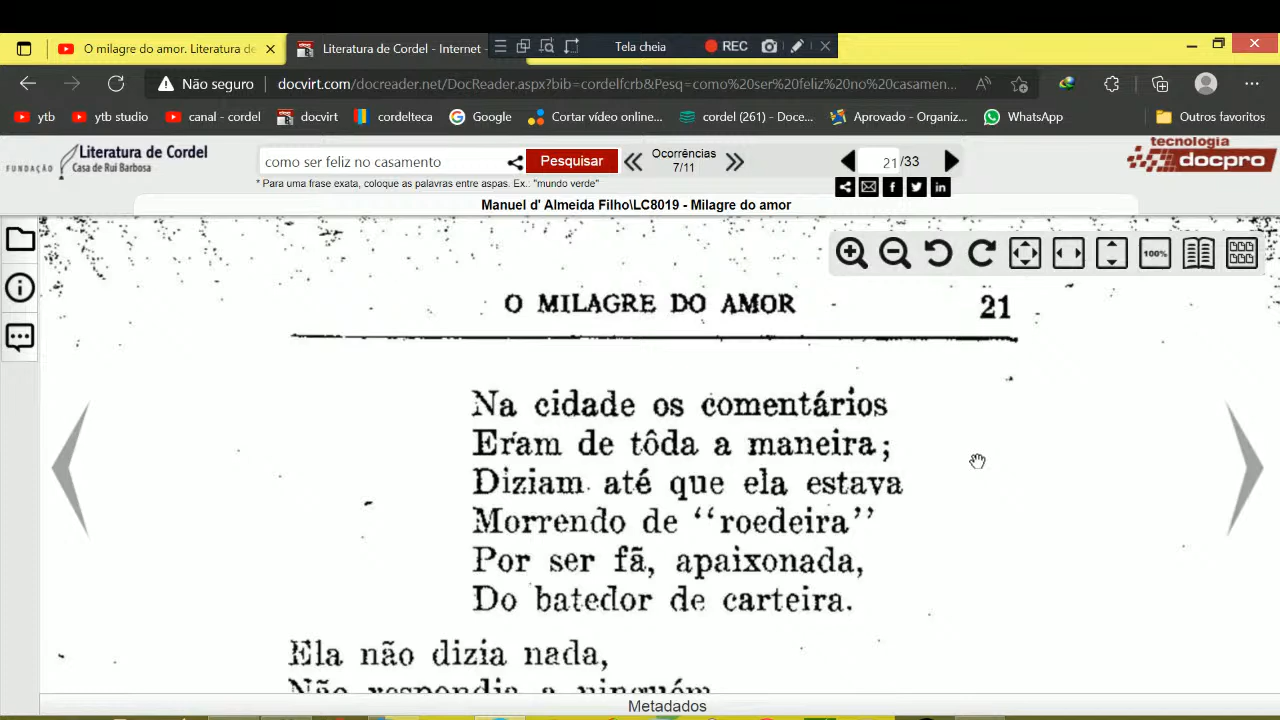 O milagre do amor. Literatura de
Literatura de Cordel - Internet -
Tela cheia
REC
Não seguro
docvirt.com/docreader.net/DocReader.aspx?bib=cordelfcrb&Pesq=como%20ser%20feliz%20no%20casamen...
ytb
ytb studio
canal - cordel
docvirt
cordelteca
Google
Cortar vídeo online...
cordel (261) - Doce...
Aprovado - Organiz...
WhatsApp
Outros favoritos
FUNDAÇÃO
Literatura de Cordel
Casa de Rui Barbosa
como ser feliz no casamento
Pesquisar
* Para uma frase exata, coloque as palavras entre aspas. Ex.: "mundo verde"
Ocorrências
7/11
21 /33
tecnologia
docpro
Manuel d' Almeida Filho\LC8019 - Milagre do amor
100%
O MILAGRE DO AMOR - 21
Na cidade os comentários
Eram de tôda a maneira;
Diziam até que ela estava
Morrendo de "roedeira"
Por ser fã, apaixonada,
Do batedor de carteira.
Ela não dizia nada,
Não respondia a ninguém
Metadados